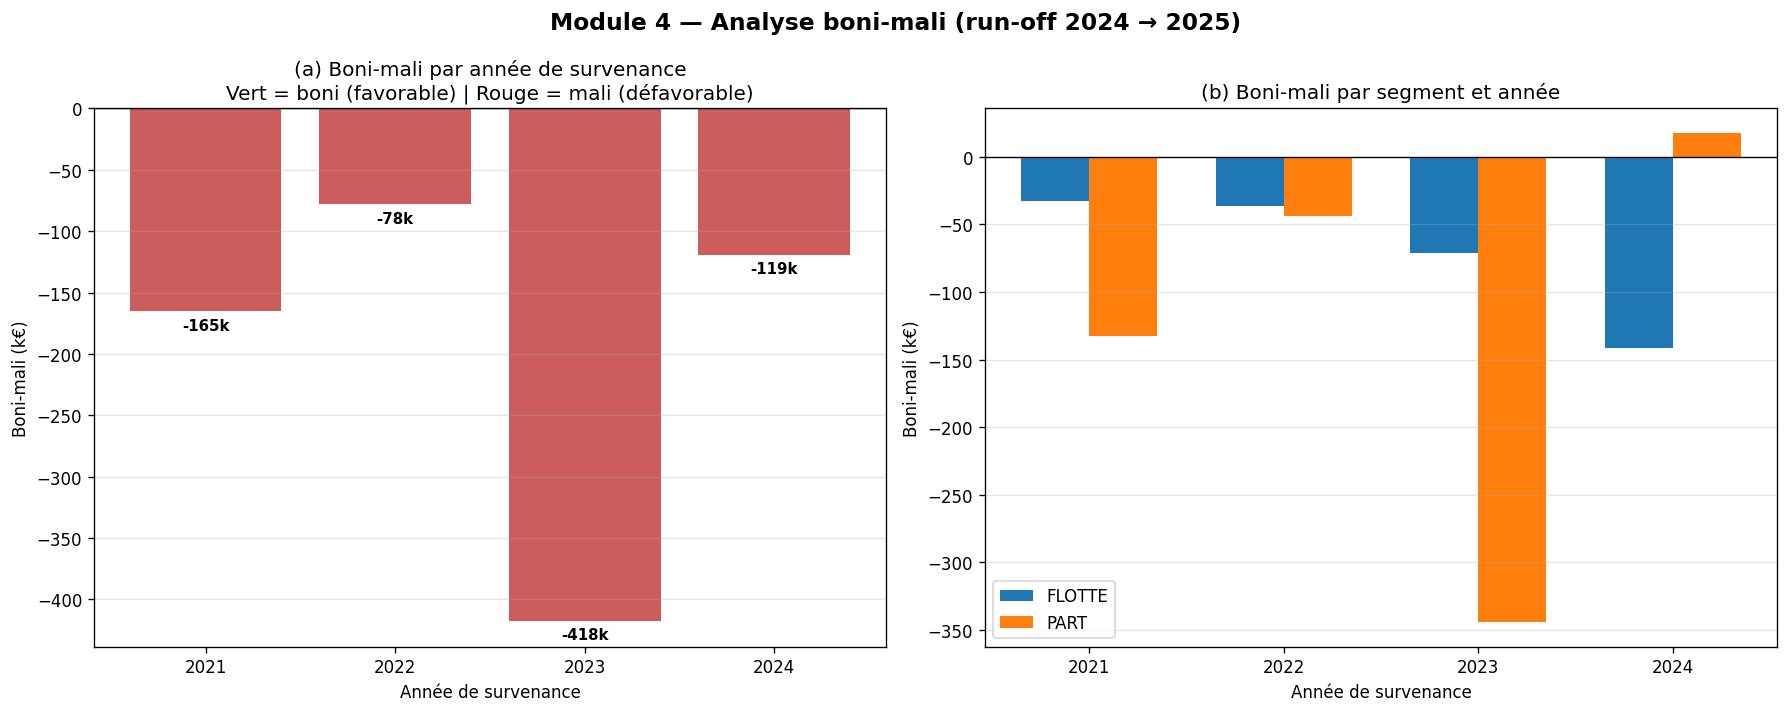 Module 4 — Analyse boni-mali (run-off 2024 → 2025)
(a) Boni-mali par année de survenance
Vert = boni (favorable) | Rouge = mali (défavorable)
0
−50
−100
−150
−200
−250
−300
−350
−400
Boni-mali (k€)
-165k
-78k
-418k
-119k
2021
2022
2023
2024
Année de survenance
(b) Boni-mali par segment et année
0
−50
−100
−150
−200
−250
−300
−350
Boni-mali (k€)
FLOTTE
PART
2021
2022
2023
2024
Année de survenance